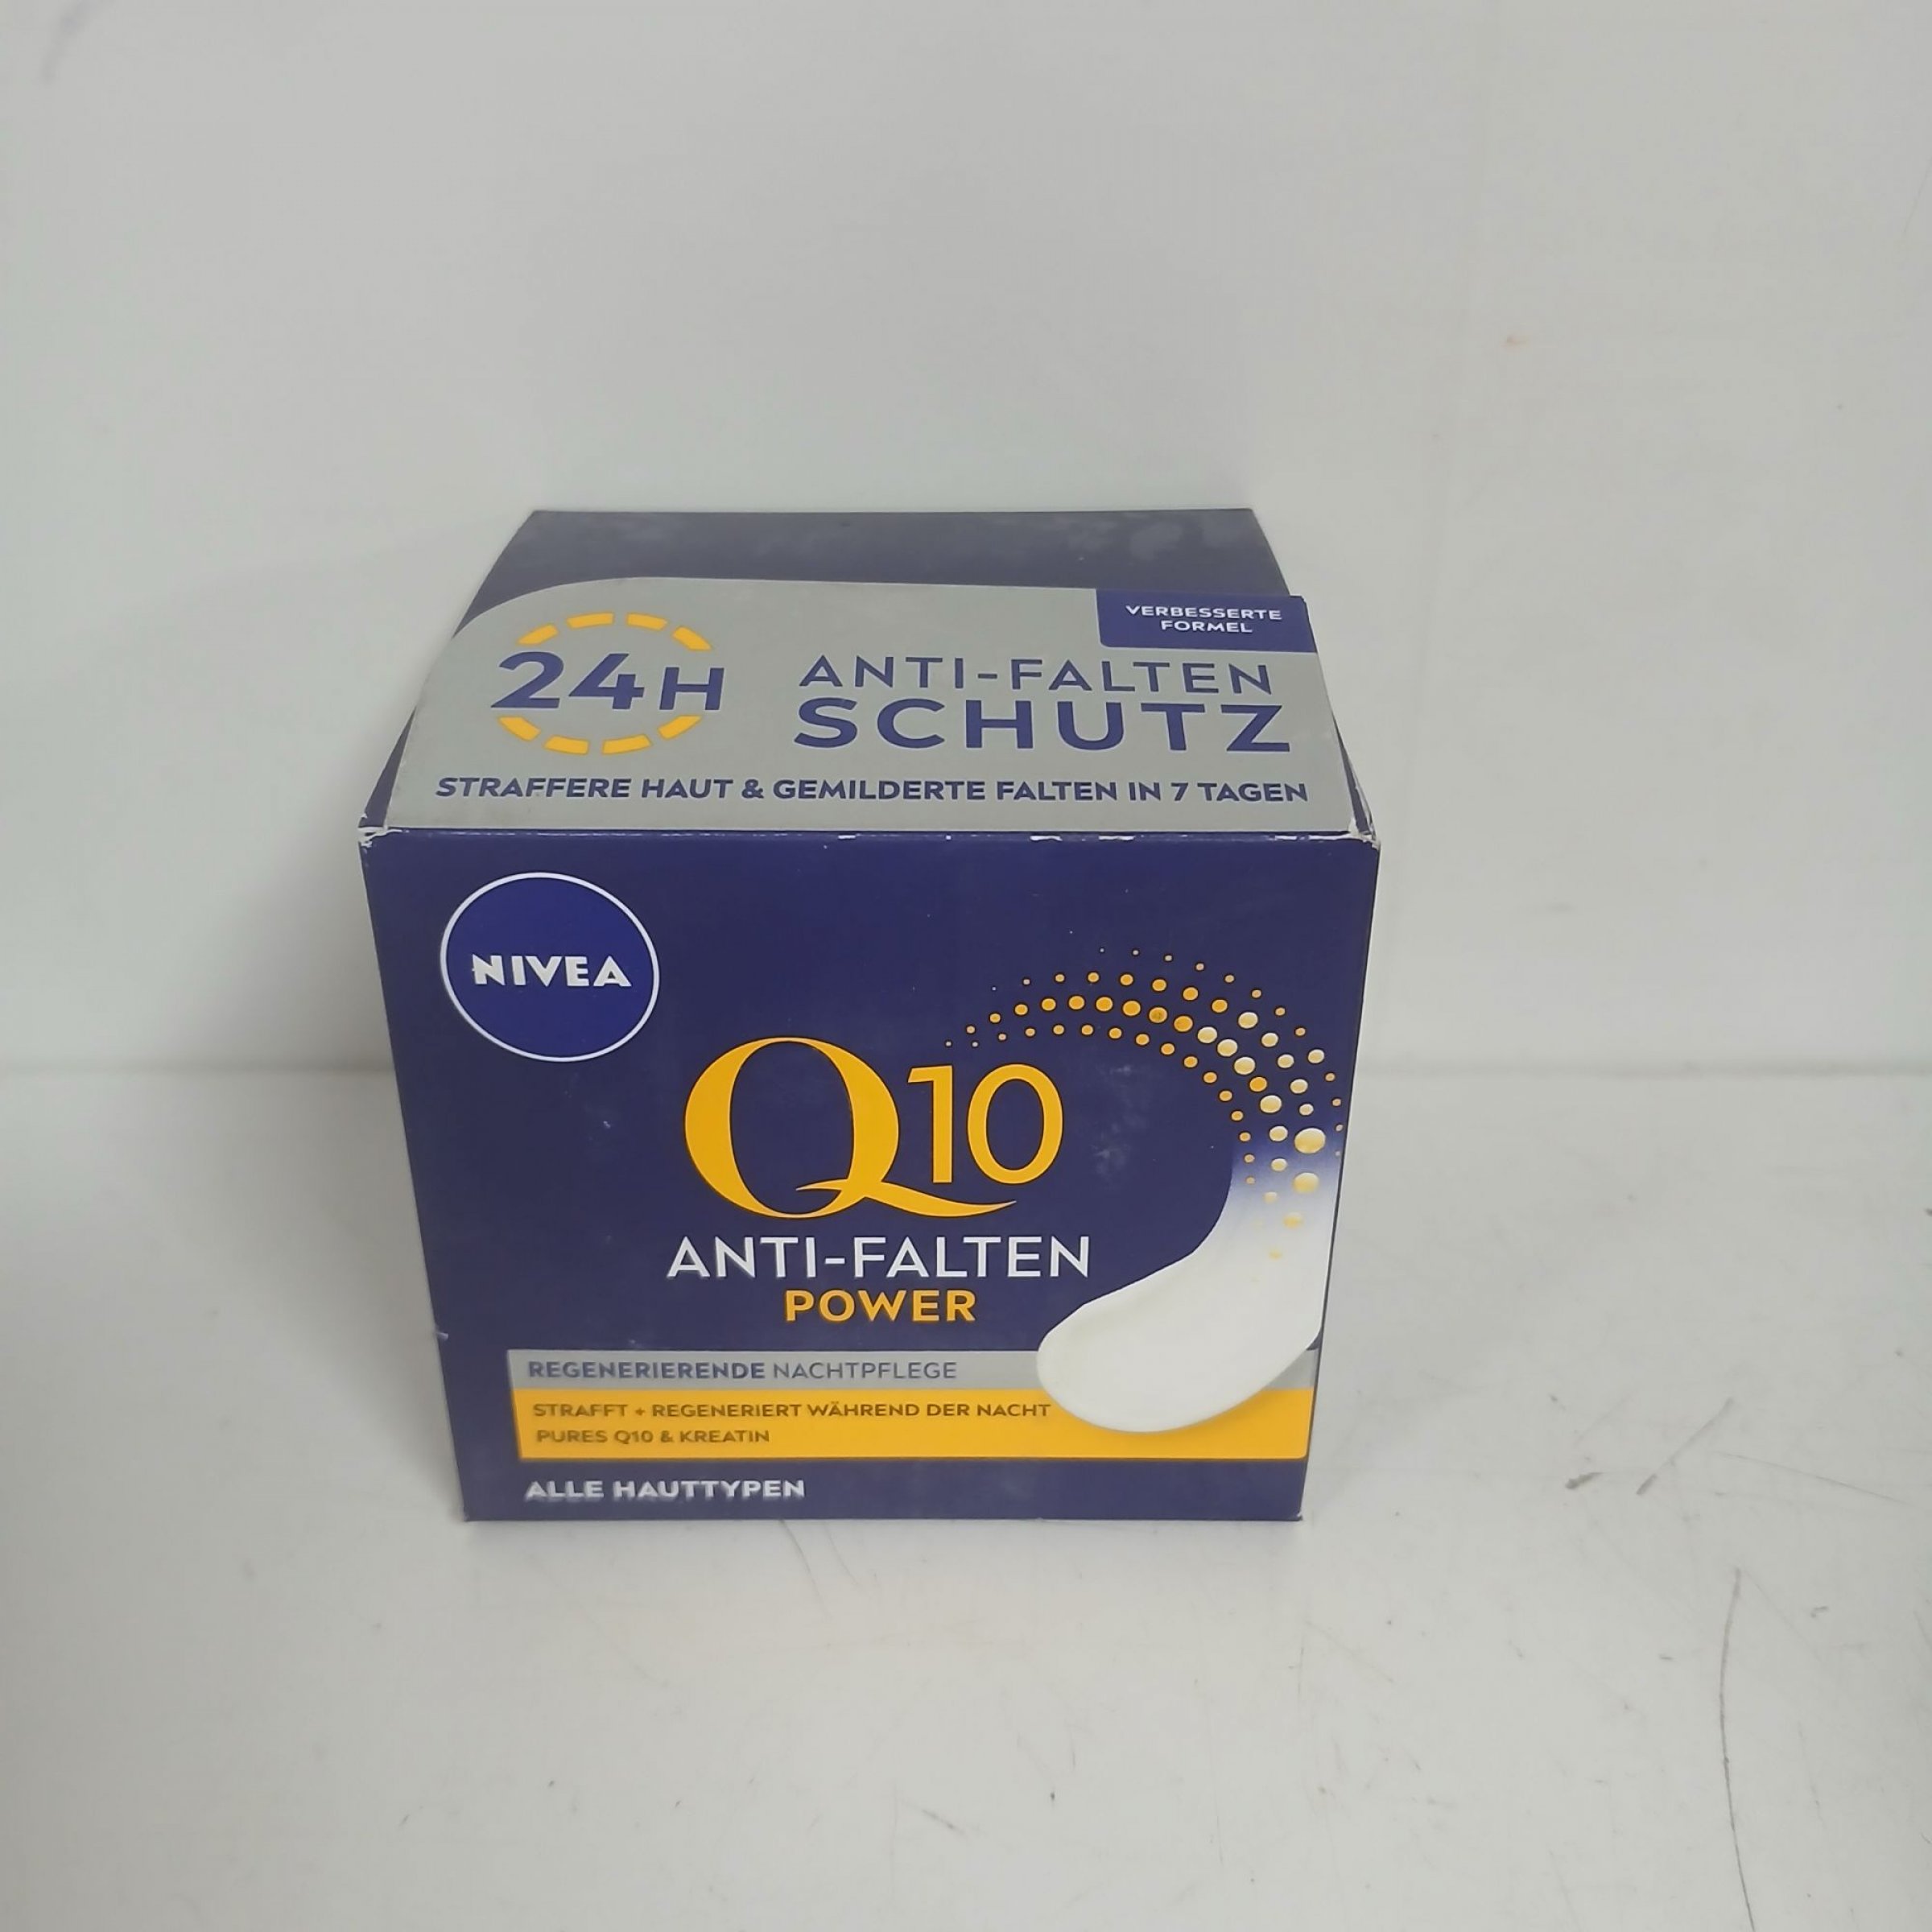 VERBESSERTE
FORMEL
24H
ANTI-FALTEN
SCHUTZ
STRAFFERE HAUT & GEMILDERTE FALTEN IN 7 TAGEN
NIVEA
Q10
ANTI-FALTEN
POWER
REGENERIERENDE NACHTPFLEGE
STRAFFT + REGENERIERT WÄHREND DER NACHT
PURES Q10 & KREATIN
ALLE HAUTTYPEN